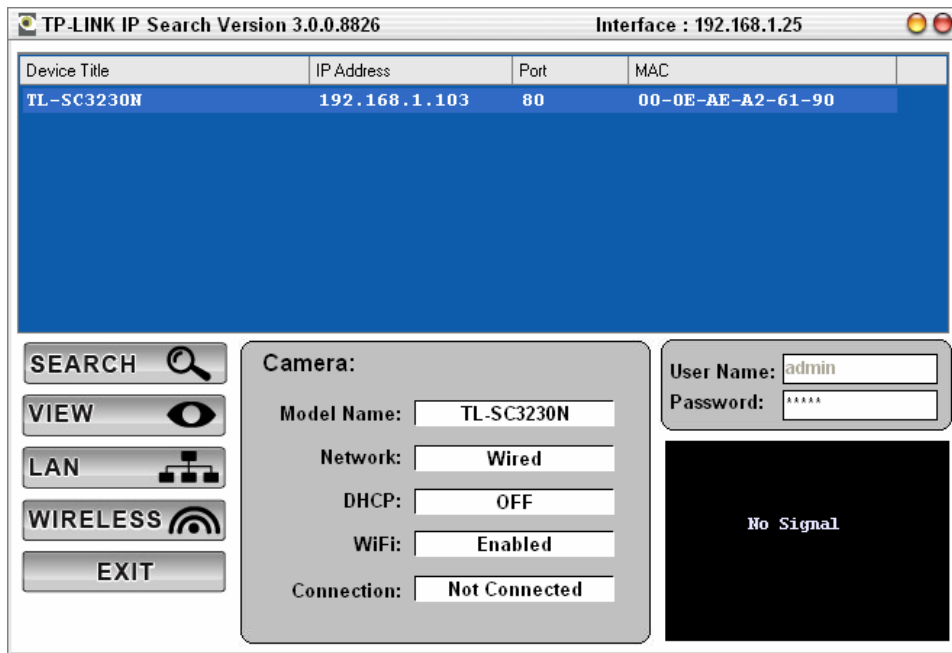 TP-LINK IP Search Version 3.0.0.8826 Interface : 192.168.1.25
Device Title IP Address Port MAC
TL-SC3230N 192.168.1.103 80 00-0E-AE-A2-61-90
SEARCH
VIEW
LAN
WIRELESS
EXIT
Camera:
Model Name: TL-SC3230N
Network: Wired
DHCP: OFF
WiFi: Enabled
Connection: Not Connected
User Name: admin
Password: *****
No Signal